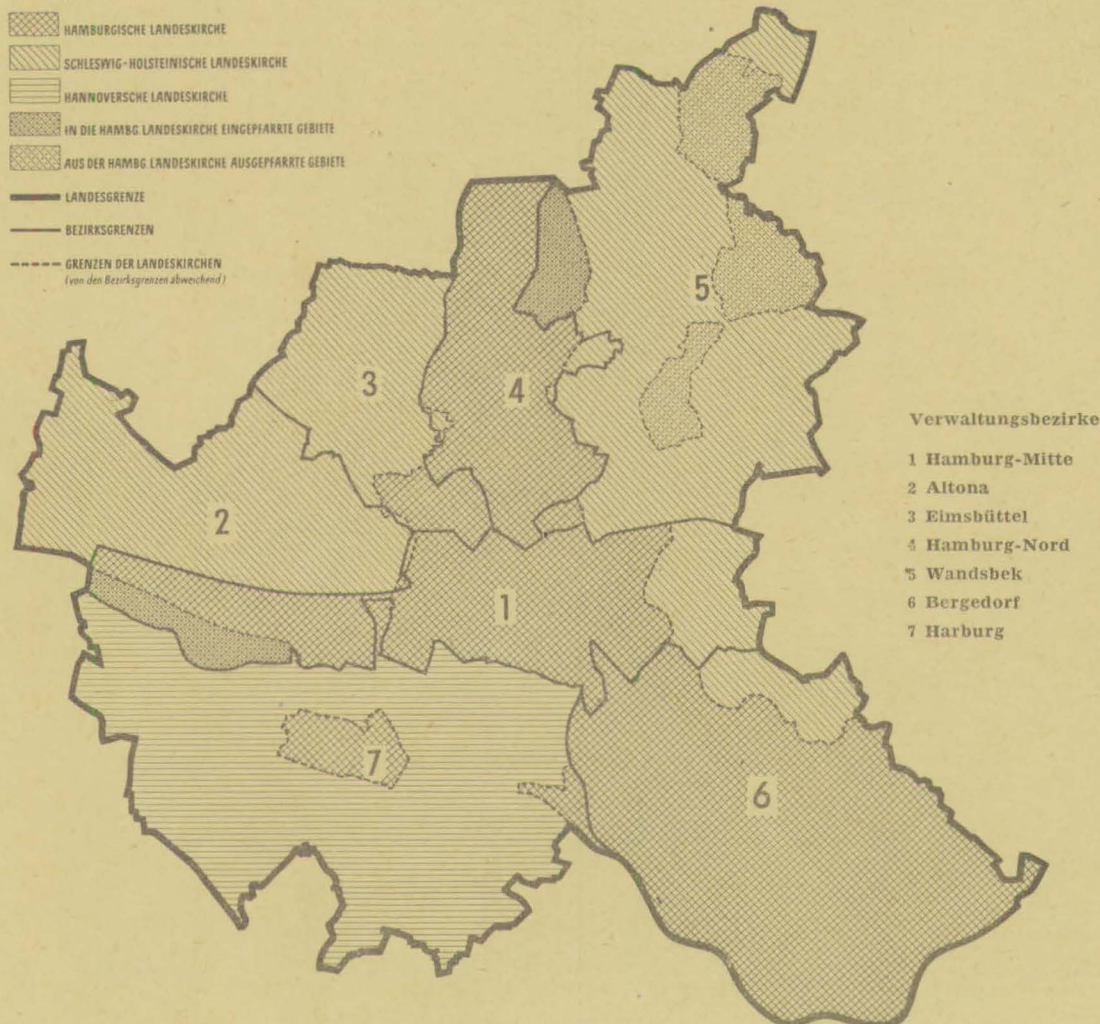 HAMBURGISCHE LANDESKIRCHE
SCHLESWIG-HOLSTEINISCHE LANDESKIRCHE
HANNOVERSCHE LANDESKIRCHE
IN DIE HAMBG. LANDESKIRCHE EINGEPFARRTE GEBIETE
AUS DER HAMBG. LANDESKIRCHE AUSGEPFARRTE GEBIETE
LANDESGRENZE
BEZIRKSGRENZEN
GRENZEN DER LANDESKIRCHEN
(von den Bezirksgrenzen abweichend)
5
3
4
2
1
7
6
Verwaltungsbezirke
1 Hamburg-Mitte
2 Altona
3 Eimsbüttel
4 Hamburg-Nord
5 Wandsbek
6 Bergedorf
7 Harburg